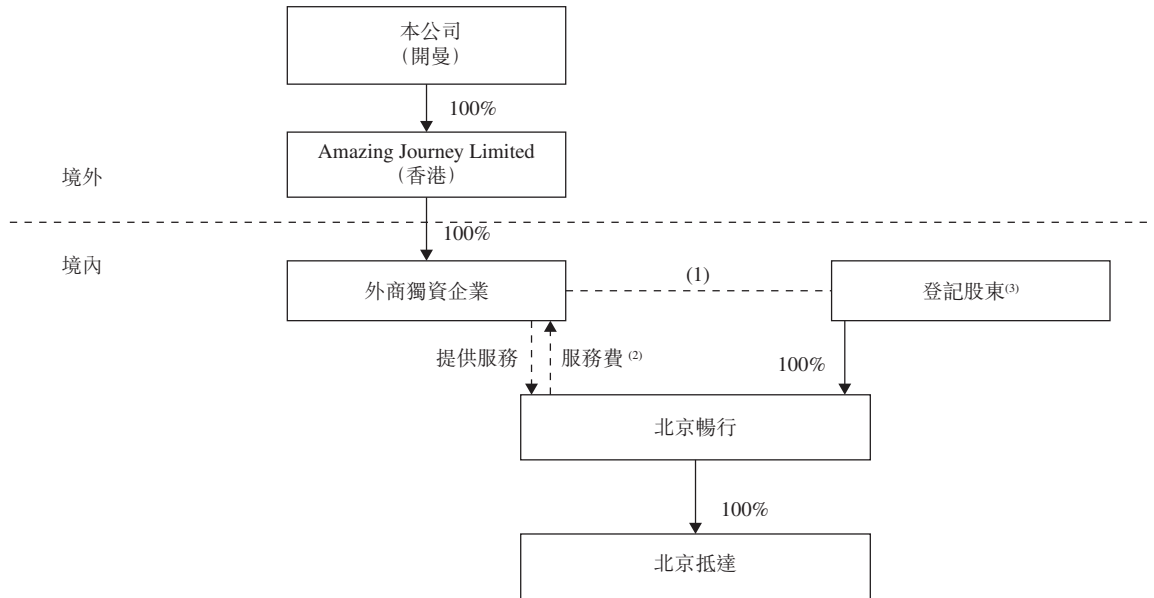 本公司
（開曼）
100%
Amazing Journey Limited
（香港）
境外
100%
境內
外商獨資企業
(1)
登記股東(3)
提供服務
服務費 (2)
100%
北京暢行
100%
北京抵達